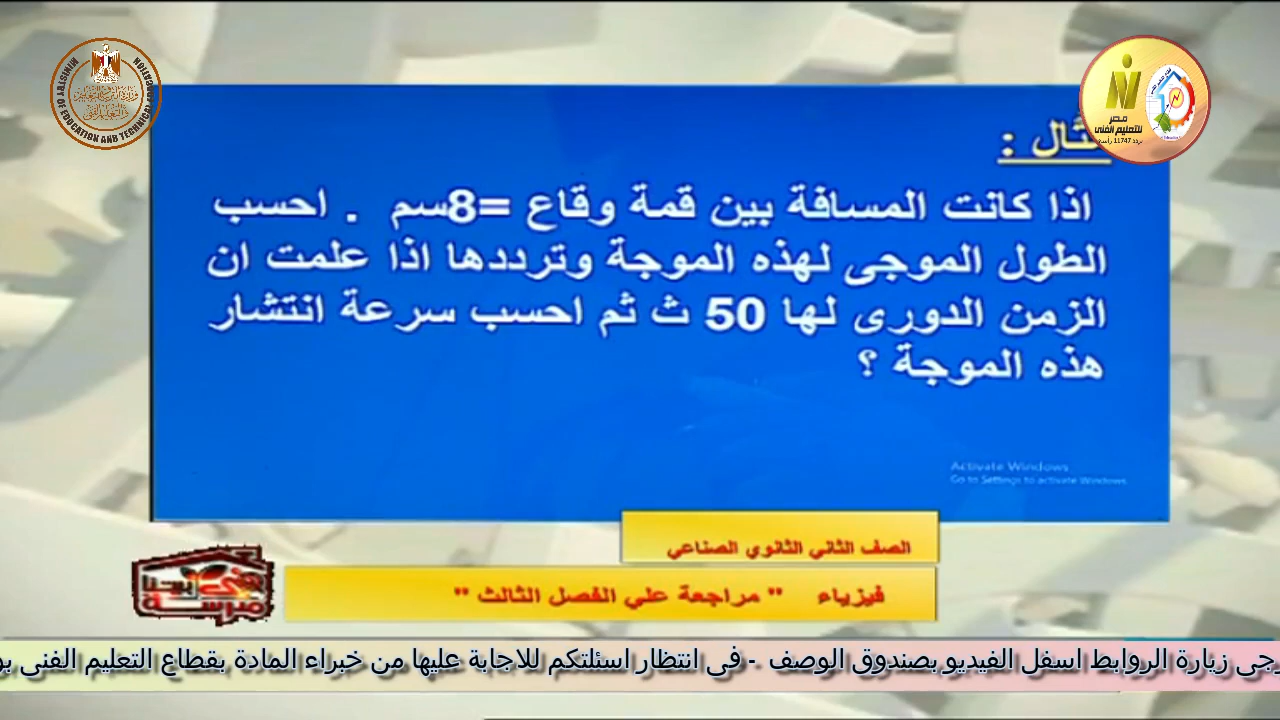 مثال :
اذا كانت المسافة بين قمة وقاع =8سم . احسب
الطول الموجى لهذه الموجة وترددها اذا علمت ان
الزمن الدورى لها 50 ث ثم احسب سرعة انتشار
هذه الموجة ؟
Activate Windows
Go to Settings to activate Windows.
الصف الثاني الثانوي الصناعي
فيزياء " مراجعة علي الفصل الثالث "
زيارة الروابط اسفل الفيديو بصندوق الوصف .- فى انتظار اسئلتكم للاجابة عليها من خبراء المادة بقطاع التعليم الفنى
مصر
للتعليم الفنى
مدرسة